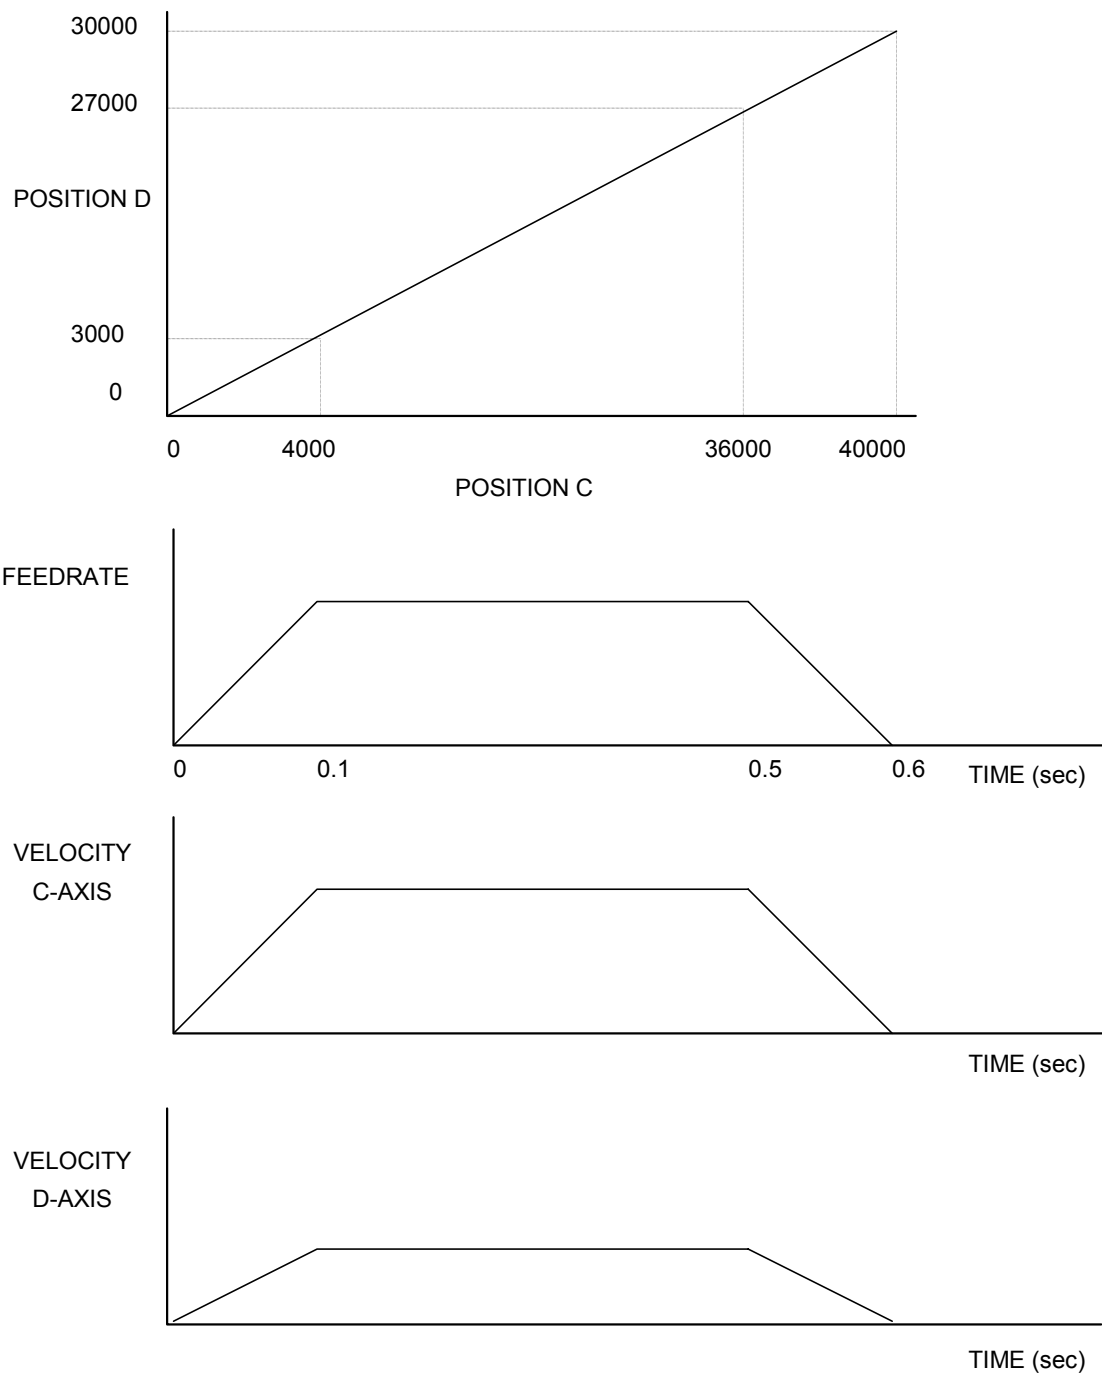 30000
27000
POSITION D
3000
0
0 4000 36000 40000
POSITION C
FEEDRATE
0 0.1 0.5 0.6 TIME (sec)
VELOCITY
C-AXIS
TIME (sec)
VELOCITY
D-AXIS
TIME (sec)